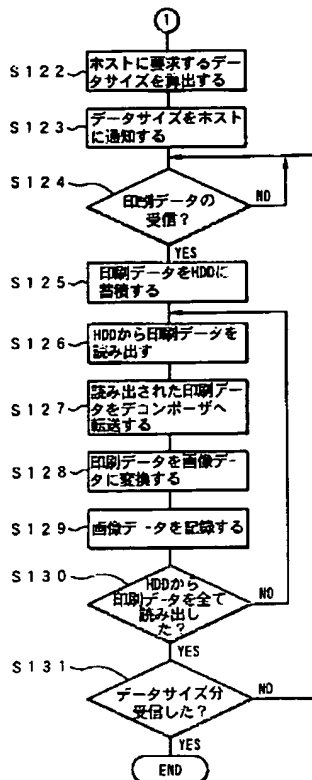 1
S122
ホストに要求するデー
タサイズを算出する
S123
データサイズをホスト
に通知する
S124
印刷データの
受信?
NO
YES
S125
印刷データをHDDに
蓄積する
S126
HDDから印刷データを
読み出す
S127
読み出された印刷デー
タをデコンポーザへ
転送する
S128
印刷データを画像デー
タに変換する
S129
画像データを記録する
S130
HDDから
印刷データを全て
読み出し
た?
NO
YES
S131
データサイズ分
受信した?
NO
YES
END